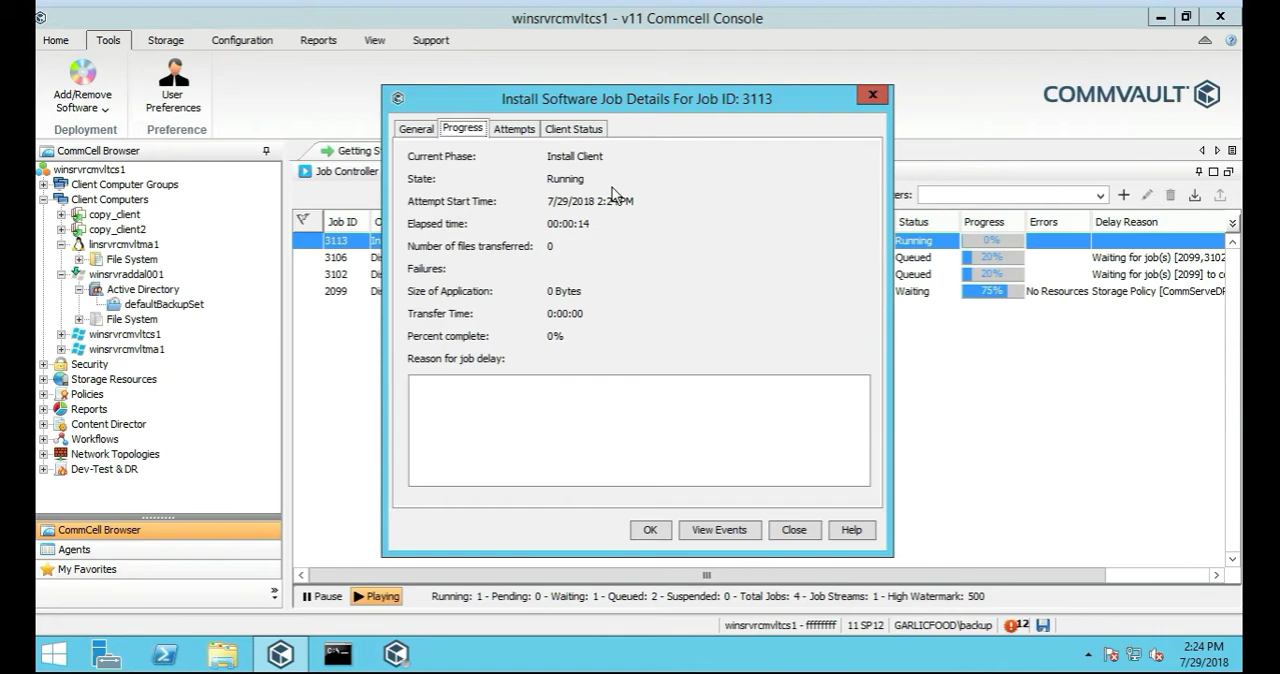 winsrvrcmvltcs1 - v11 Commcell Console
Home Tools Storage Configuration Reports View Support
Add/Remove Software
User Preferences
Deployment Preference
COMMVAULT
CommCell Browser
winsrvrcmvltcs1
Client Computer Groups
Client Computers
copy_client
copy_client2
linsrvrcmvltma1
File System
winsrvraddal001
Active Directory
defaultBackupSet
File System
winsrvrcmvltcs1
winsrvrcmvltma1
Security
Storage Resources
Policies
Reports
Content Director
Workflows
Network Topologies
Dev-Test & DR
CommCell Browser
Agents
My Favorites
Getting S
Job Controller
Job ID
3113 In
3106 Di
3102 Di
2099 Di
Install Software Job Details For Job ID: 3113
General Progress Attempts Client Status
Current Phase: Install Client
State: Running
Attempt Start Time: 7/29/2018 2:24 PM
Elapsed time: 00:00:14
Number of files transferred: 0
Failures:
Size of Application: 0 Bytes
Transfer Time: 0:00:00
Percent complete: 0%
Reason for job delay:
OK View Events Close Help
ers:
Status Progress Errors Delay Reason
Running 0%
Queued 20% Waiting for job(s) [2099,3102
Queued 20% Waiting for job(s) [2099] to c
Waiting 75% No Resources Storage Policy [CommServeDR
Pause Playing Running: 1 - Pending: 0 - Waiting: 1 - Queued: 2 - Suspended: 0 - Total Jobs: 4 - Job Streams: 1 - High Watermark: 500
winsrvrcmvltcs1 - ffffffff 11 SP12 GARLICFOOD\backup 12
2:24 PM
7/29/2018